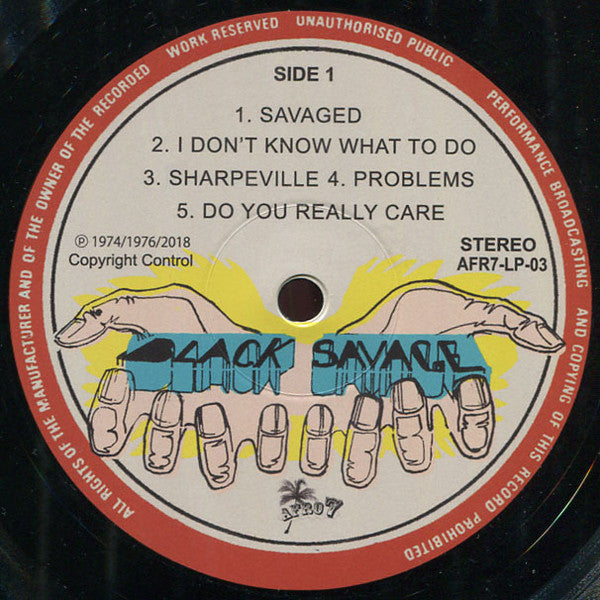 ALL RIGHTS OF THE MANUFACTURER AND OF THE OWNER OF THE RECORDED WORK RESERVED UNAUTHORISED PUBLIC PERFORMANCE BROADCASTING AND COPYING OF THIS RECORD PROHIBITED
SIDE 1
1. SAVAGED
2. I DON'T KNOW WHAT TO DO
3. SHARPEVILLE 4. PROBLEMS
5. DO YOU REALLY CARE
℗ 1974/1976/2018
Copyright Control
STEREO
AFR7-LP-03
BLACK SAVAGE
AFRO7